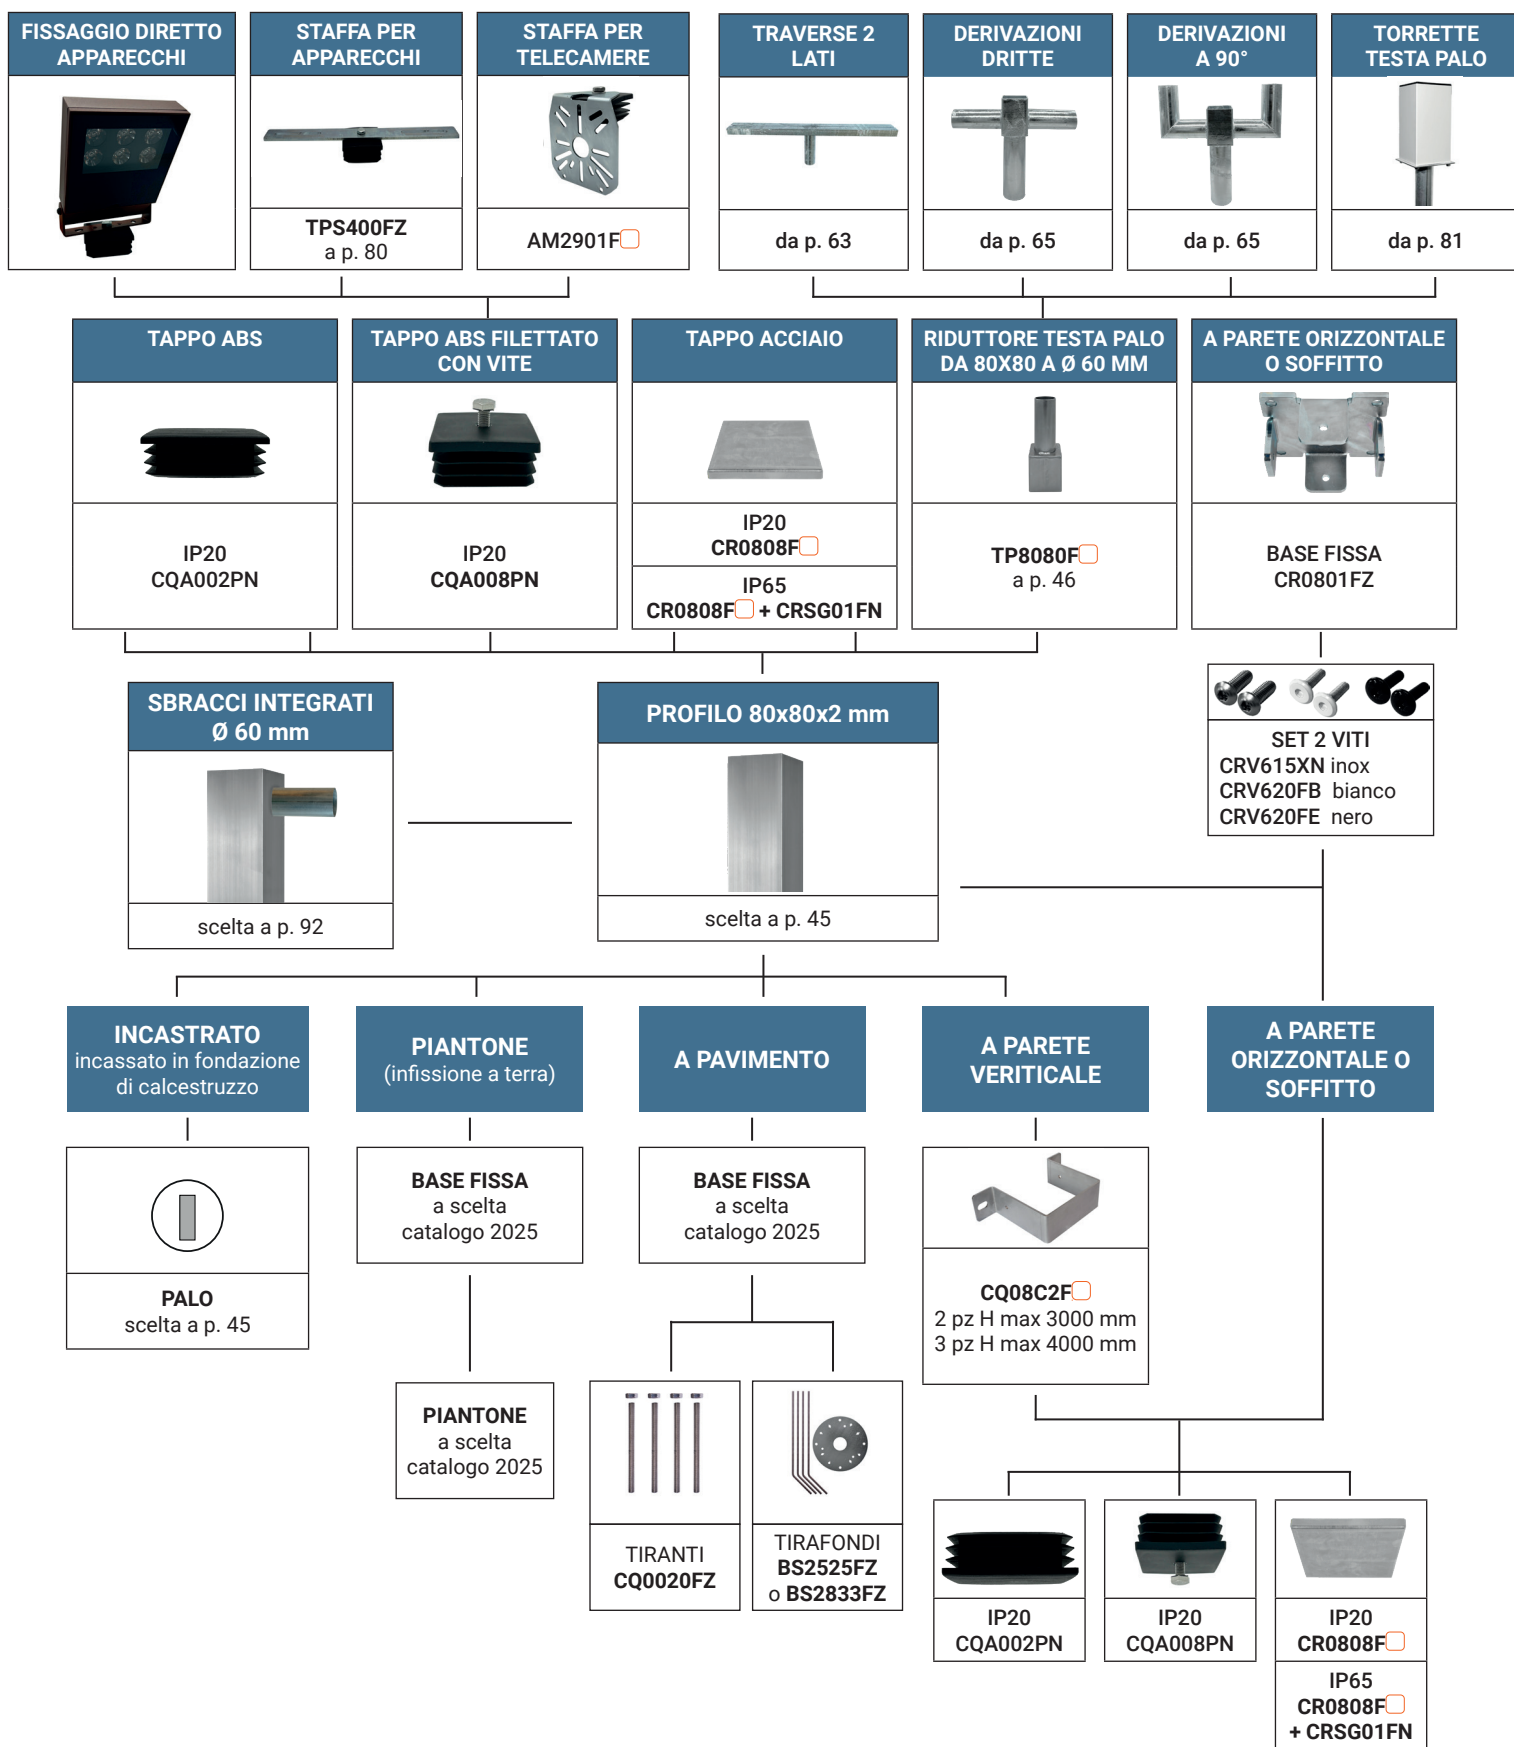 FISSAGGIO DIRETTO
APPARECCHI
STAFFA PER
APPARECCHI
TPS400FZ
a p. 80
STAFFA PER
TELECAMERE
AM2901F
TRAVERSE 2
LATI
da p. 63
DERIVAZIONI
DRITTE
da p. 65
DERIVAZIONI
A 90°
da p. 65
TORRETTE
TESTA PALO
da p. 81
TAPPO ABS
IP20
CQA002PN
TAPPO ABS FILETTATO
CON VITE
IP20
CQA008PN
TAPPO ACCIAIO
IP20
CR0808F
IP65
CR0808F + CRSG01FN
RIDUTTORE TESTA PALO
DA 80X80 A Ø 60 MM
TP8080F
a p. 46
A PARETE ORIZZONTALE
O SOFFITTO
BASE FISSA
CR0801FZ
SET 2 VITI
CRV615XN inox
CRV620FB bianco
CRV620FE nero
SBRACCI INTEGRATI
Ø 60 mm
scelta a p. 92
PROFILO 80x80x2 mm
scelta a p. 45
INCASTRATO
incassato in fondazione
di calcestruzzo
PALO
scelta a p. 45
PIANTONE
(infissione a terra)
BASE FISSA
a scelta
catalogo 2025
PIANTONE
a scelta
catalogo 2025
A PAVIMENTO
BASE FISSA
a scelta
catalogo 2025
TIRANTI
CQ0020FZ
TIRAFONDI
BS2525FZ
o BS2833FZ
A PARETE
VERITICALE
CQ08C2F
2 pz H max 3000 mm
3 pz H max 4000 mm
A PARETE
ORIZZONTALE O
SOFFITTO
IP20
CQA002PN
IP20
CQA008PN
IP20
CR0808F
IP65
CR0808F
+ CRSG01FN